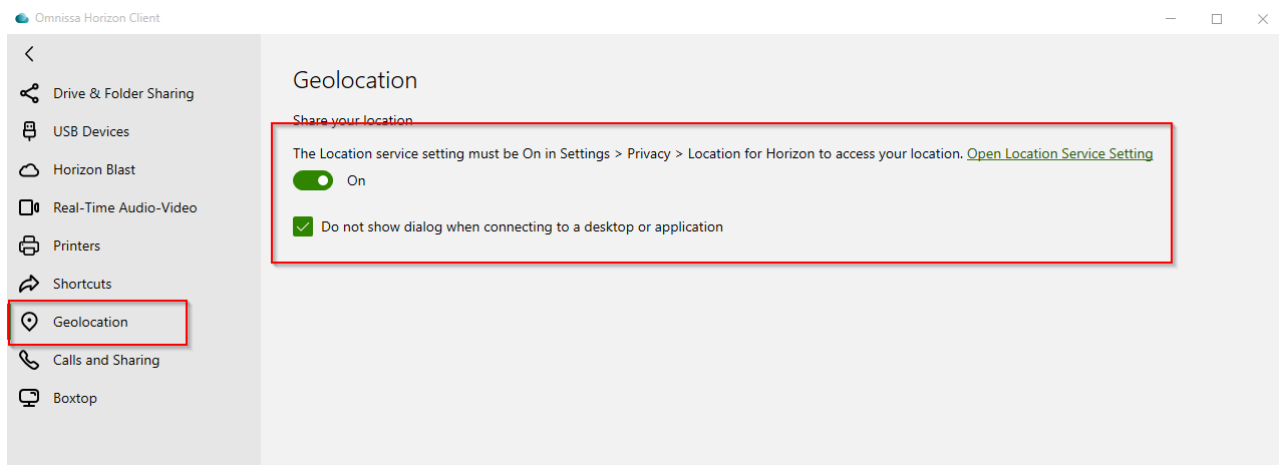 Omnissa Horizon Client
Drive & Folder Sharing
USB Devices
Horizon Blast
Real-Time Audio-Video
Printers
Shortcuts
Geolocation
Calls and Sharing
Boxtop
Geolocation
Share your location
The Location service setting must be On in Settings > Privacy > Location for Horizon to access your location. Open Location Service Setting
On
Do not show dialog when connecting to a desktop or application